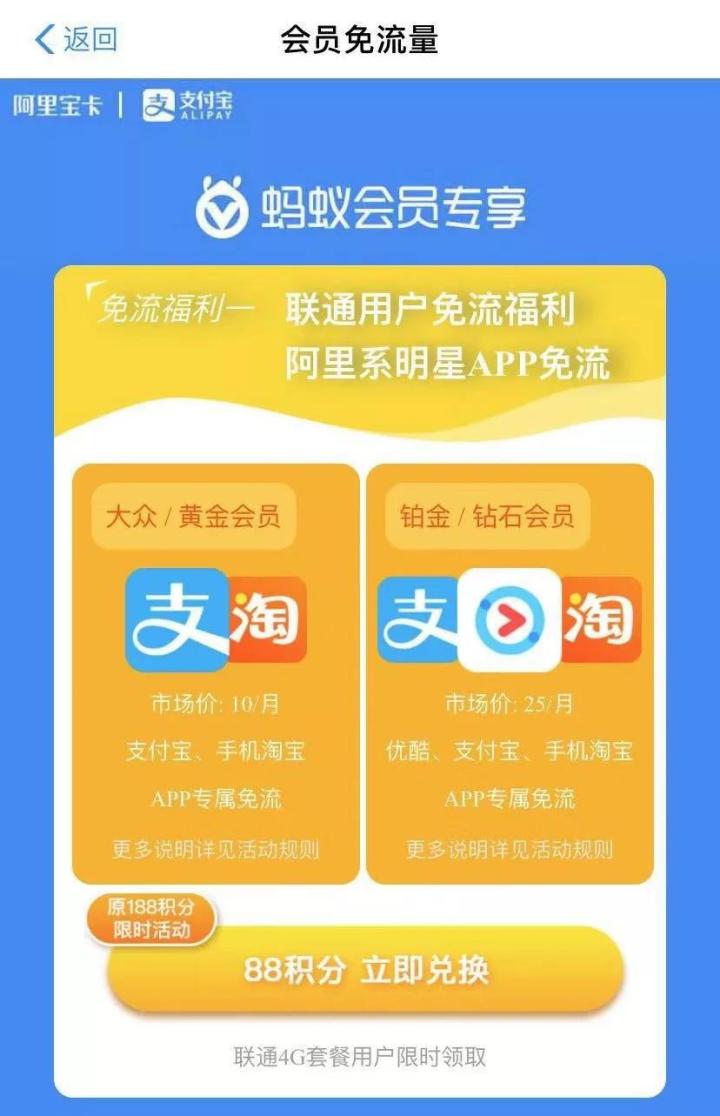 返回
会员免流量
阿里宝卡 | 支 支付宝
ALIPAY
蚂蚁会员专享
免流福利一
联通用户免流福利
阿里系明星APP免流
大众 / 黄金会员
支 淘
市场价: 10/月
支付宝、手机淘宝
APP专属免流
更多说明详见活动规则
铂金 / 钻石会员
支 淘
市场价: 25/月
优酷、支付宝、手机淘宝
APP专属免流
更多说明详见活动规则
原188积分
限时活动
88积分 立即兑换
联通4G套餐用户限时领取